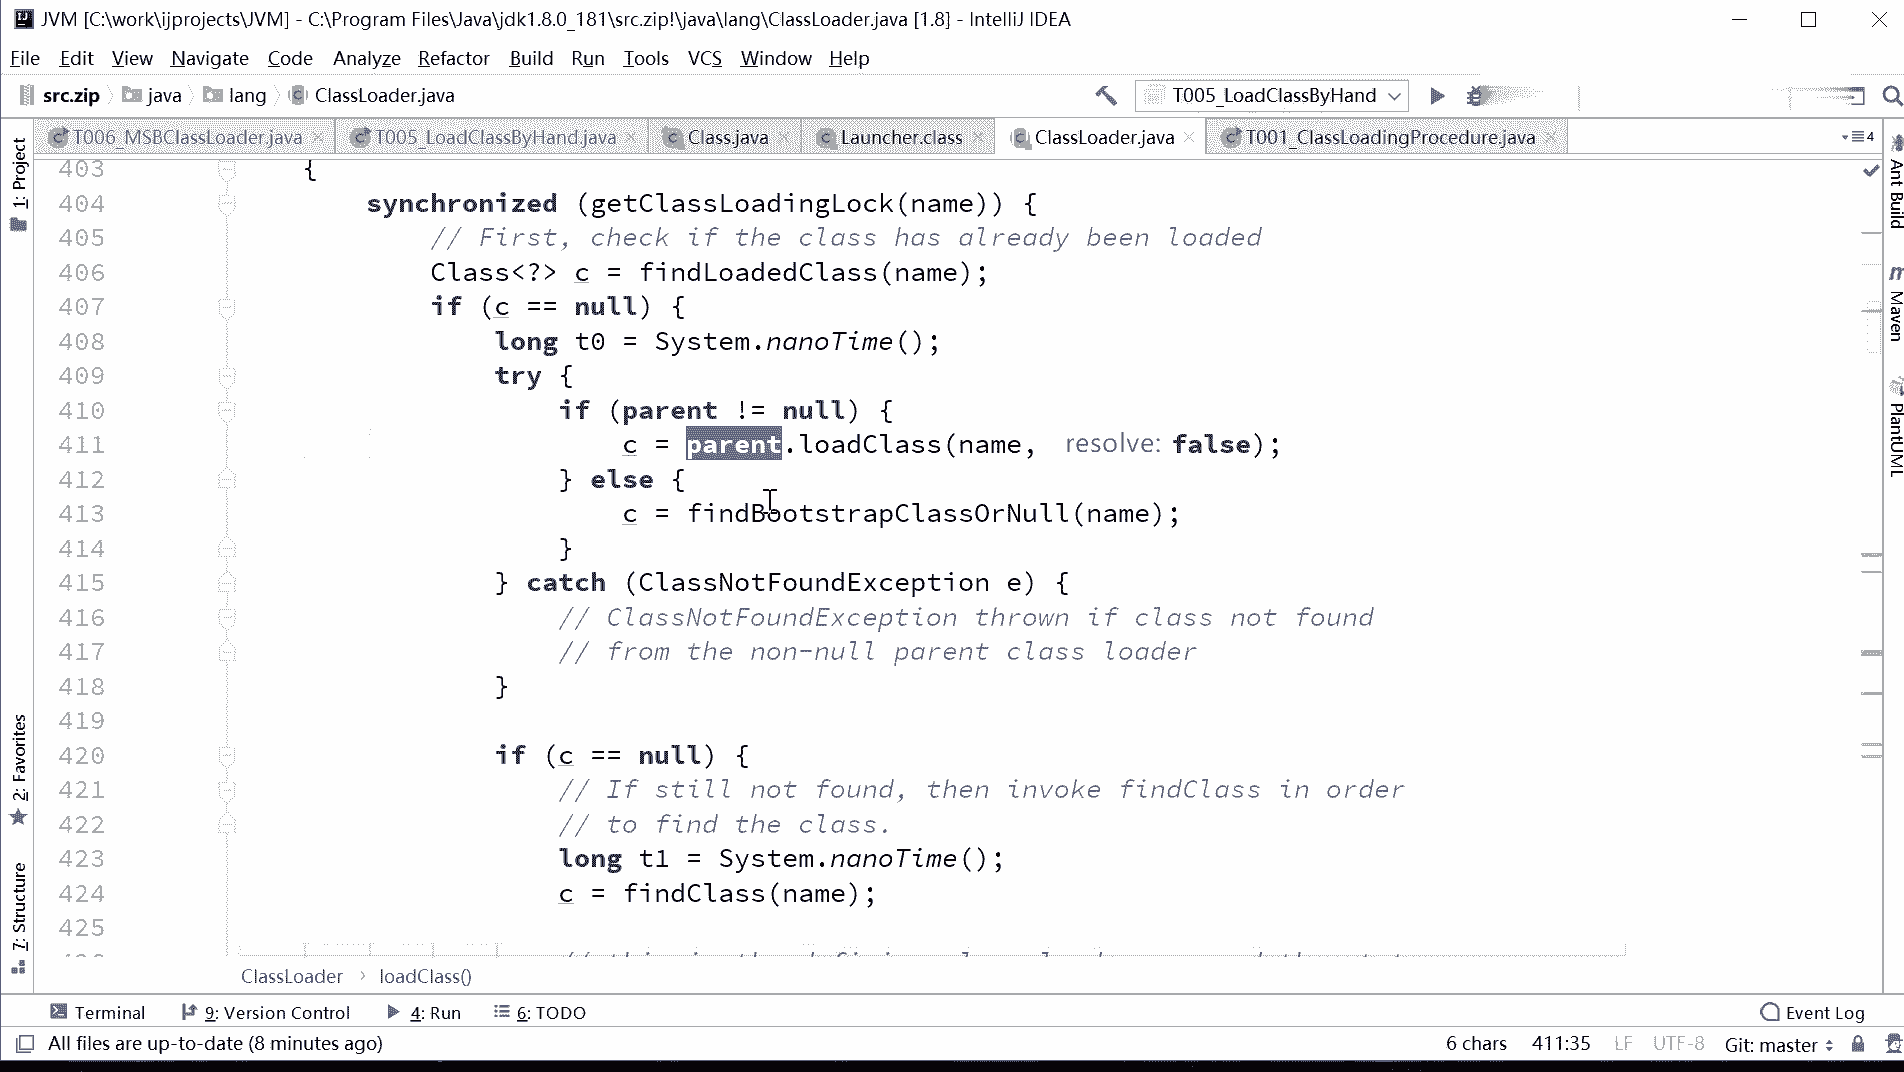 JVM [C:\work\ijprojects\JVM] - C:\Program Files\Java\jdk1.8.0_181\src.zip!\java\lang\ClassLoader.java [1.8] - IntelliJ IDEA
File Edit View Navigate Code Analyze Refactor Build Run Tools VCS Window Help
src.zip java lang ClassLoader.java T005_LoadClassByHand
T006_MSBClassLoader.java T005_LoadClassByHand.java Class.java Launcher.class ClassLoader.java T001_ClassLoadingProcedure.java 4
1: Project
2: Favorites
7: Structure
Ant Build
Maven
PlantUML
403 {
404 synchronized (getClassLoadingLock(name)) {
405 // First, check if the class has already been loaded
406 Class<?> c = findLoadedClass(name);
407 if (c == null) {
408 long t0 = System.nanoTime();
409 try {
410 if (parent != null) {
411 c = parent.loadClass(name, resolve: false);
412 } else {
413 c = findBootstrapClassOrNull(name);
414 }
415 } catch (ClassNotFoundException e) {
416 // ClassNotFoundException thrown if class not found
417 // from the non-null parent class loader
418 }
419
420 if (c == null) {
421 // If still not found, then invoke findClass in order
422 // to find the class.
423 long t1 = System.nanoTime();
424 c = findClass(name);
425
ClassLoader › loadClass()
Terminal 9: Version Control 4: Run 6: TODO Event Log
All files are up-to-date (8 minutes ago) 6 chars 411:35 LF UTF-8 Git: master